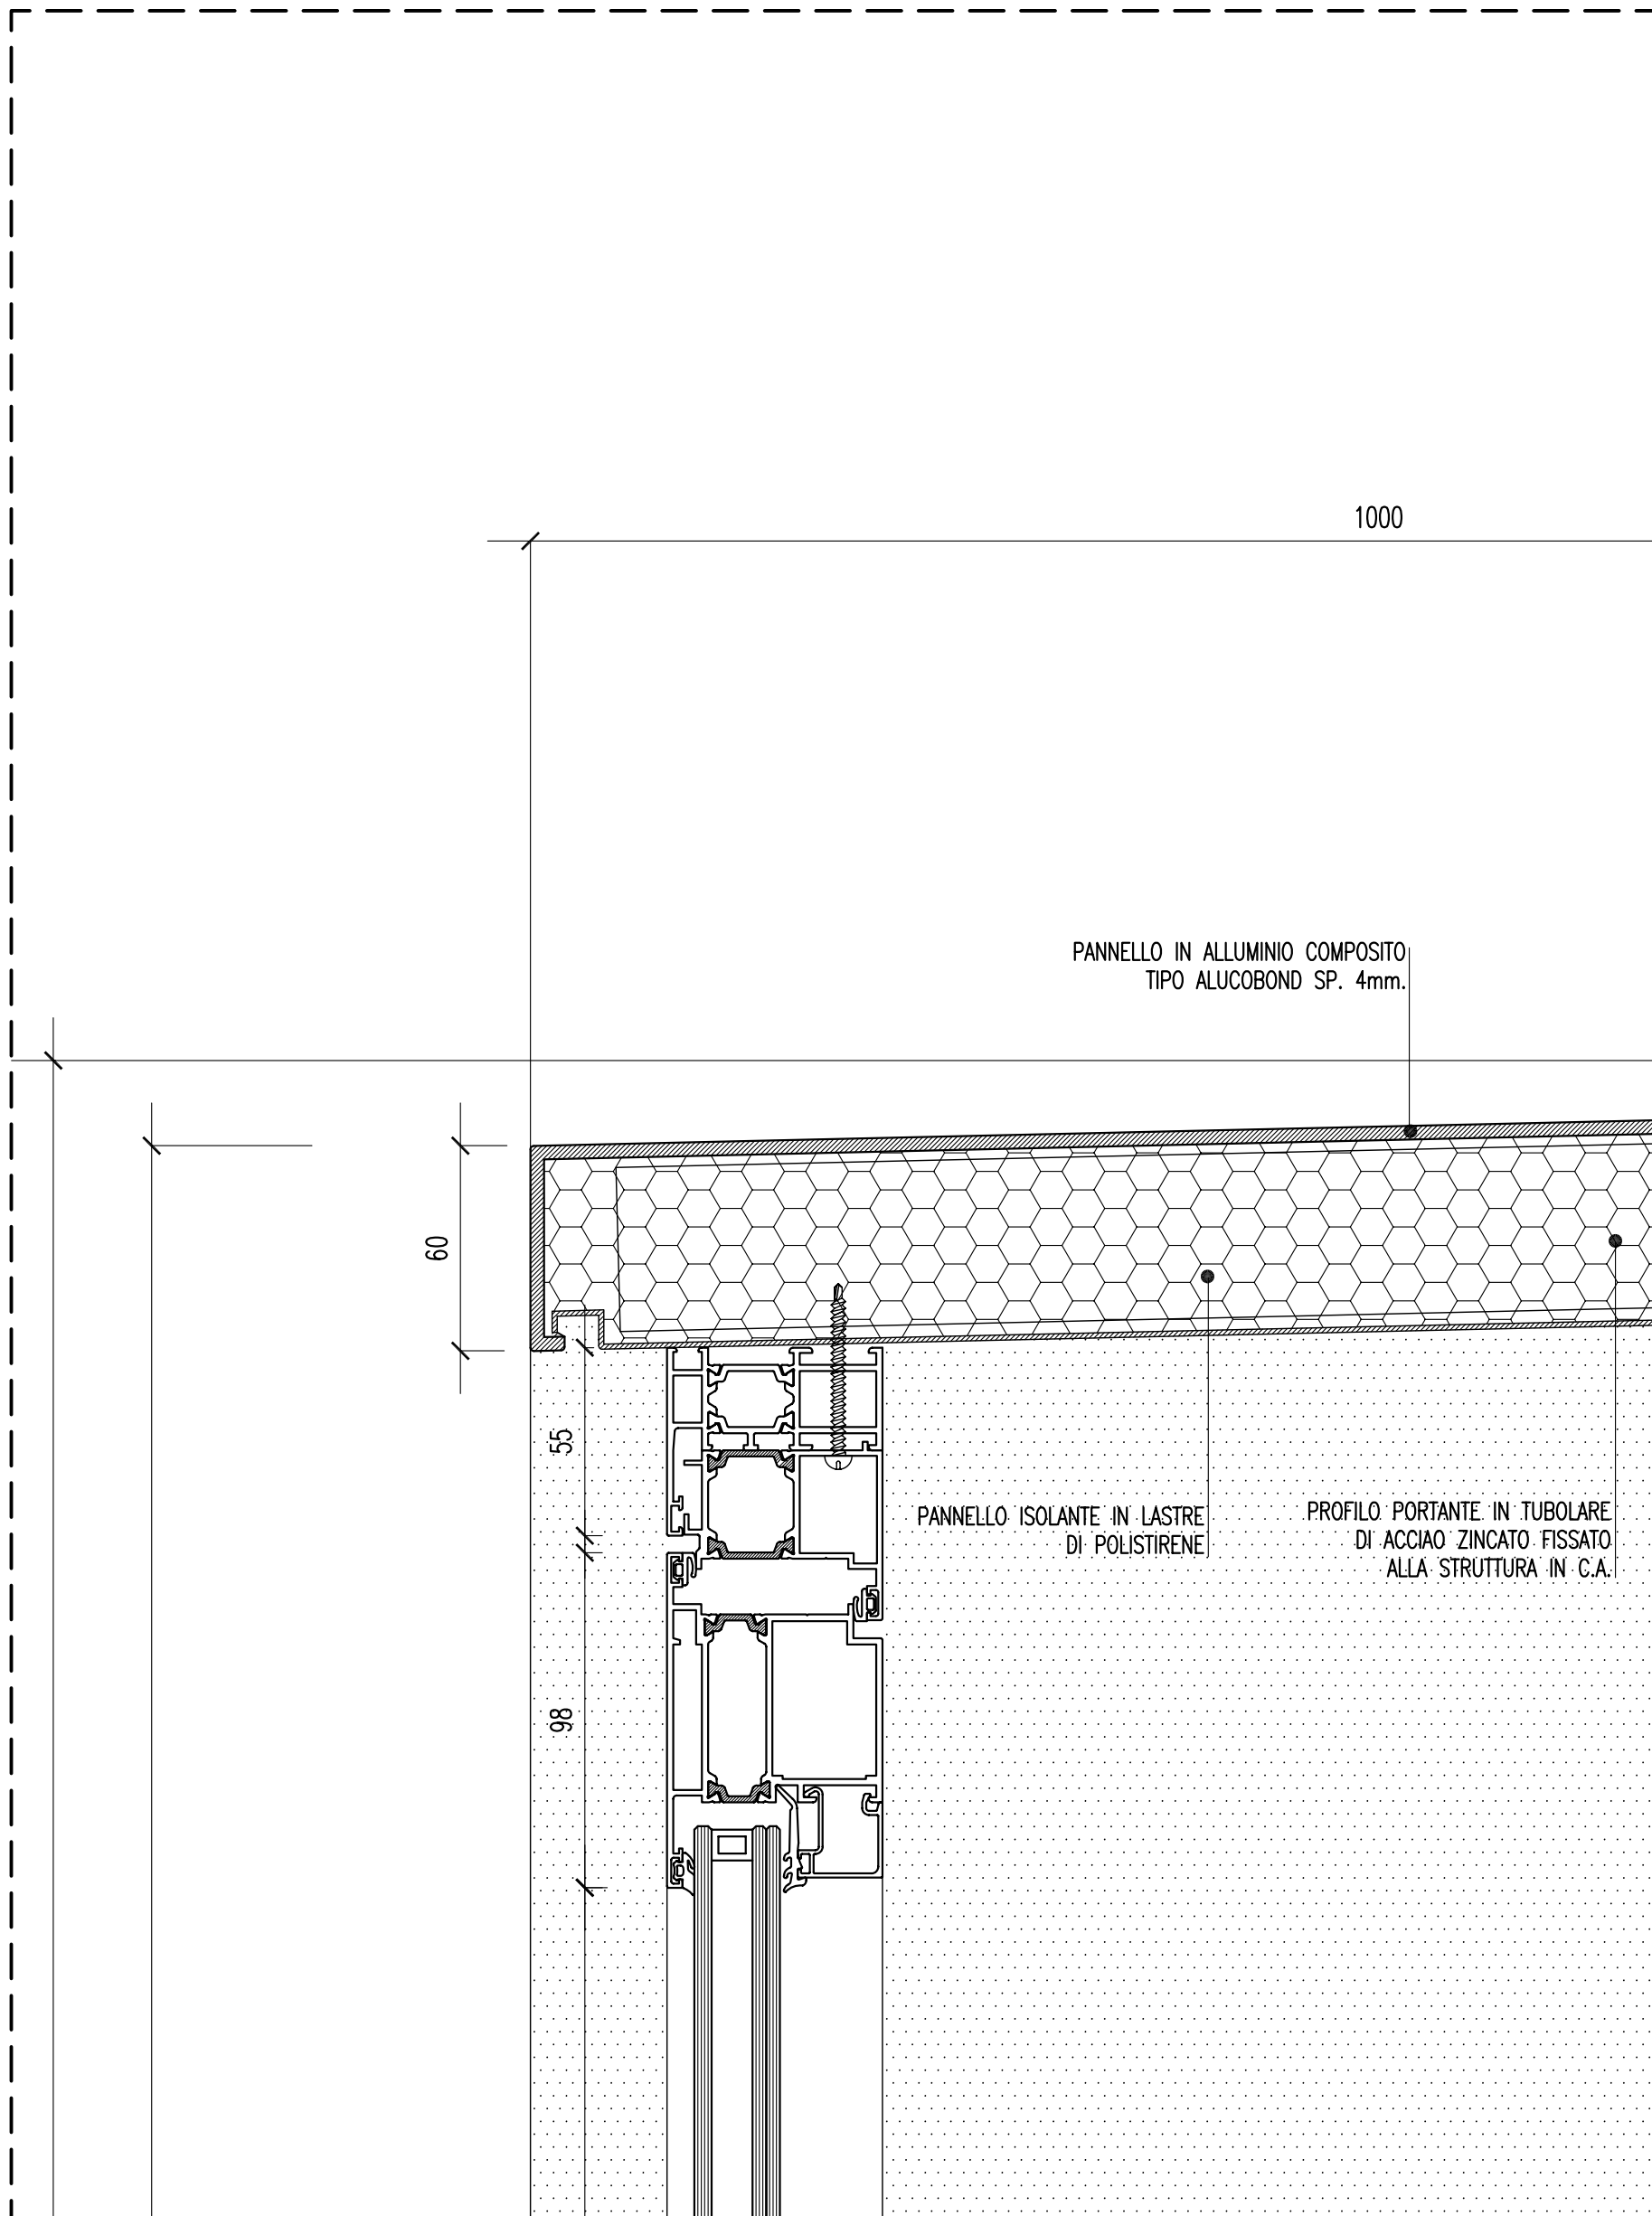 1000
PANNELLO IN ALLUMINIO COMPOSITO
TIPO ALUCOBOND SP. 4mm.
60
55
PANNELLO ISOLANTE IN LASTRE
DI POLISTIRENE
PROFILO PORTANTE IN TUBOLARE
DI ACCIAO ZINCATO FISSATO
ALLA STRUTTURA IN C.A.
98